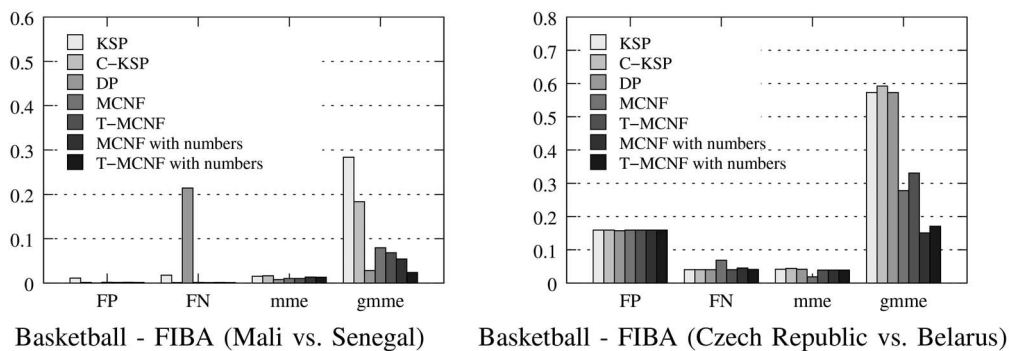 0.6
0.5
0.4
0.3
0.2
0.1
0
KSP
C-KSP
DP
MCNF
T-MCNF
MCNF with numbers
T-MCNF with numbers
FP FN mme gmme
Basketball - FIBA (Mali vs. Senegal)
0.8
0.7
0.6
0.5
0.4
0.3
0.2
0.1
0
KSP
C-KSP
DP
MCNF
T-MCNF
MCNF with numbers
T-MCNF with numbers
FP FN mme gmme
Basketball - FIBA (Czech Republic vs. Belarus)